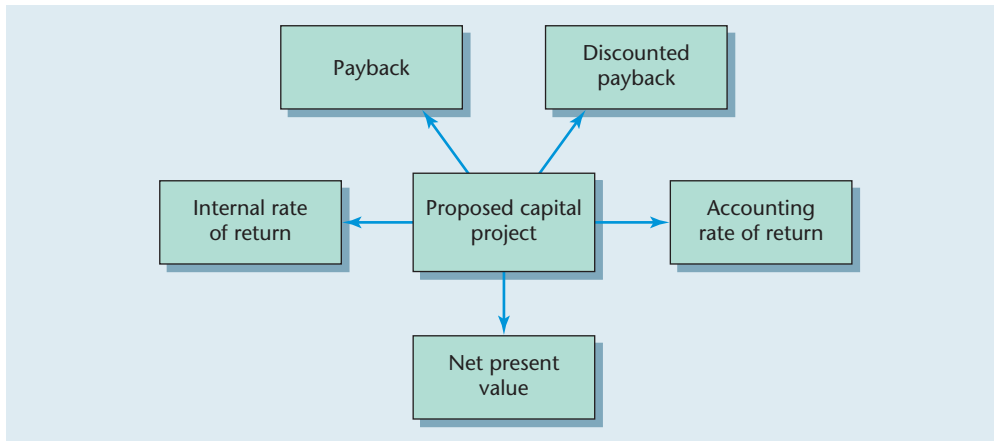 Payback
Discounted
payback
Internal rate
of return
Proposed capital
project
Accounting
rate of return
Net present
value